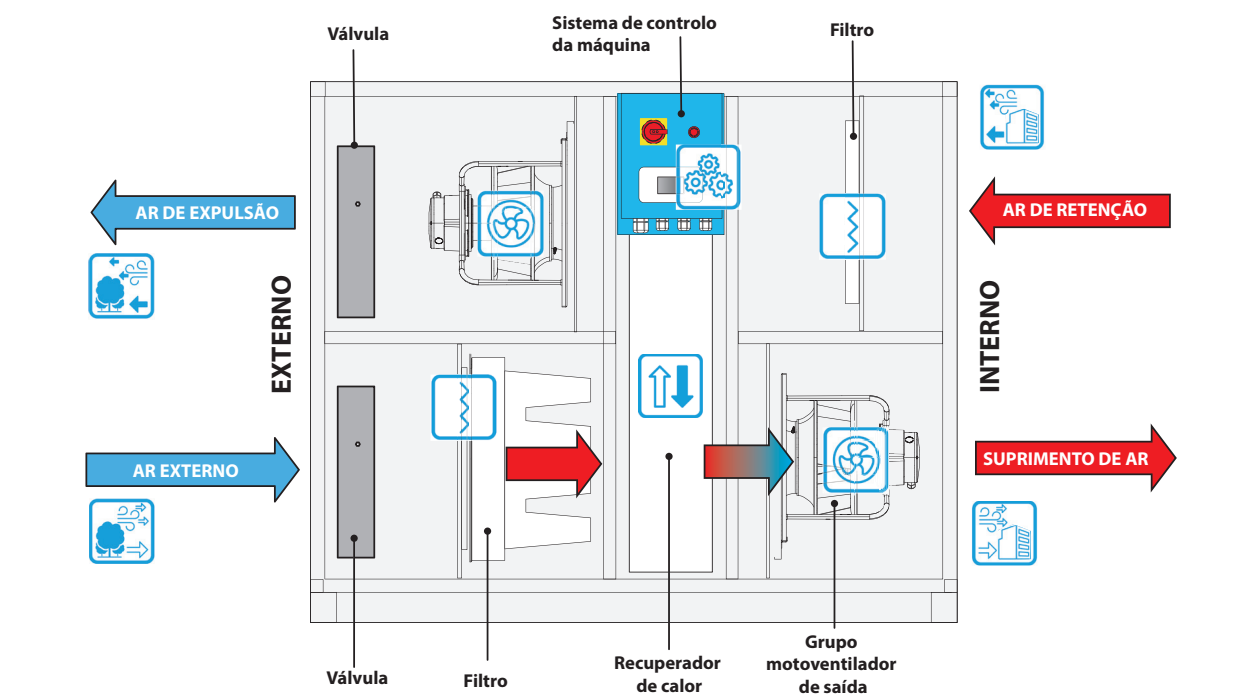 Válvula
Sistema de controlo
da máquina
Filtro
AR DE EXPULSÃO
AR DE RETENÇÃO
EXTERNO
INTERNO
AR EXTERNO
SUPRIMENTO DE AR
Válvula
Filtro
Recuperador
de calor
Grupo
motoventilador
de saída